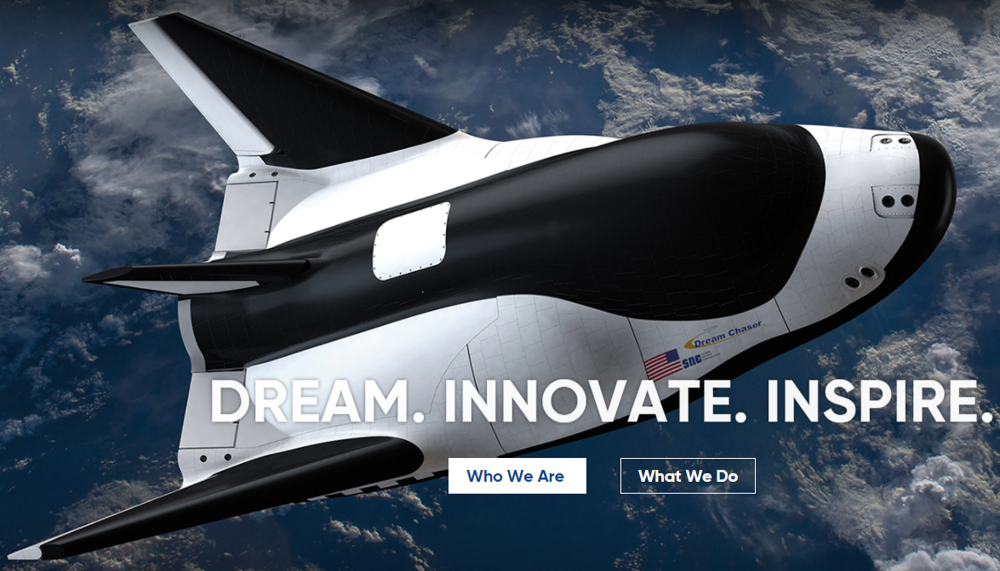 Dream Chaser
snc
DREAM. INNOVATE. INSPIRE.
Who We Are
What We Do